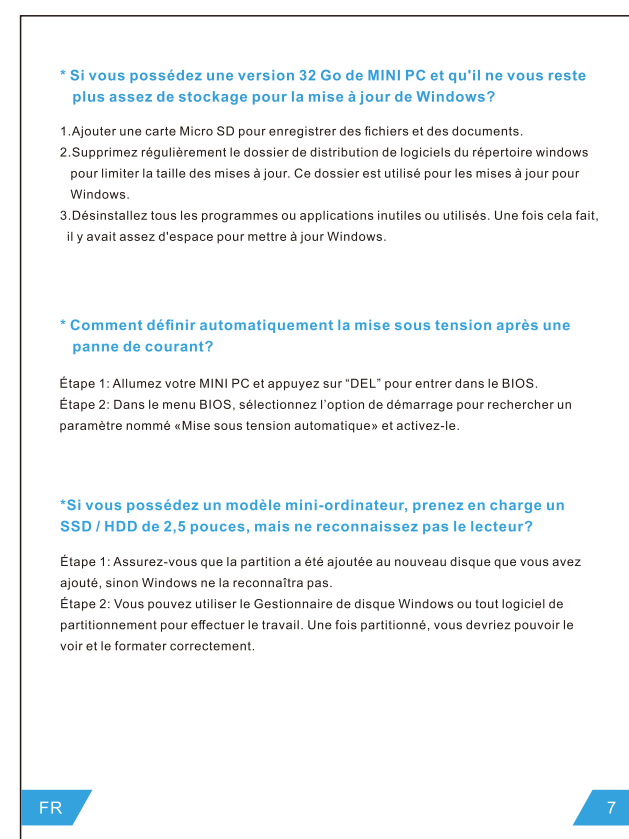 * Si vous possédez une version 32 Go de MINI PC et qu'il ne vous reste
plus assez de stockage pour la mise à jour de Windows?
1.Ajouter une carte Micro SD pour enregistrer des fichiers et des documents.
2.Supprimez régulièrement le dossier de distribution de logiciels du répertoire windows
pour limiter la taille des mises à jour. Ce dossier est utilisé pour les mises à jour pour
Windows.
3.Désinstallez tous les programmes ou applications inutiles ou utilisés. Une fois cela fait,
il y avait assez d'espace pour mettre à jour Windows.
* Comment définir automatiquement la mise sous tension après une
panne de courant?
Étape 1: Allumez votre MINI PC et appuyez sur “DEL” pour entrer dans le BIOS.
Étape 2: Dans le menu BIOS, sélectionnez l’option de démarrage pour rechercher un
paramètre nommé «Mise sous tension automatique» et activez-le.
*Si vous possédez un modèle mini-ordinateur, prenez en charge un
SSD / HDD de 2,5 pouces, mais ne reconnaissez pas le lecteur?
Étape 1: Assurez-vous que la partition a été ajoutée au nouveau disque que vous avez
ajouté, sinon Windows ne la reconnaîtra pas.
Étape 2: Vous pouvez utiliser le Gestionnaire de disque Windows ou tout logiciel de
partitionnement pour effectuer le travail. Une fois partitionné, vous devriez pouvoir le
voir et le formater correctement.
FR
7